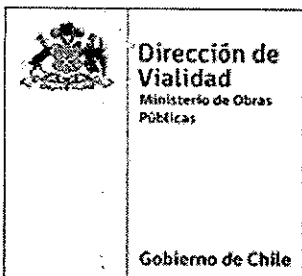 Dirección de
Vialidad
Ministerio de Obras
Públicas
Gobierno de Chile